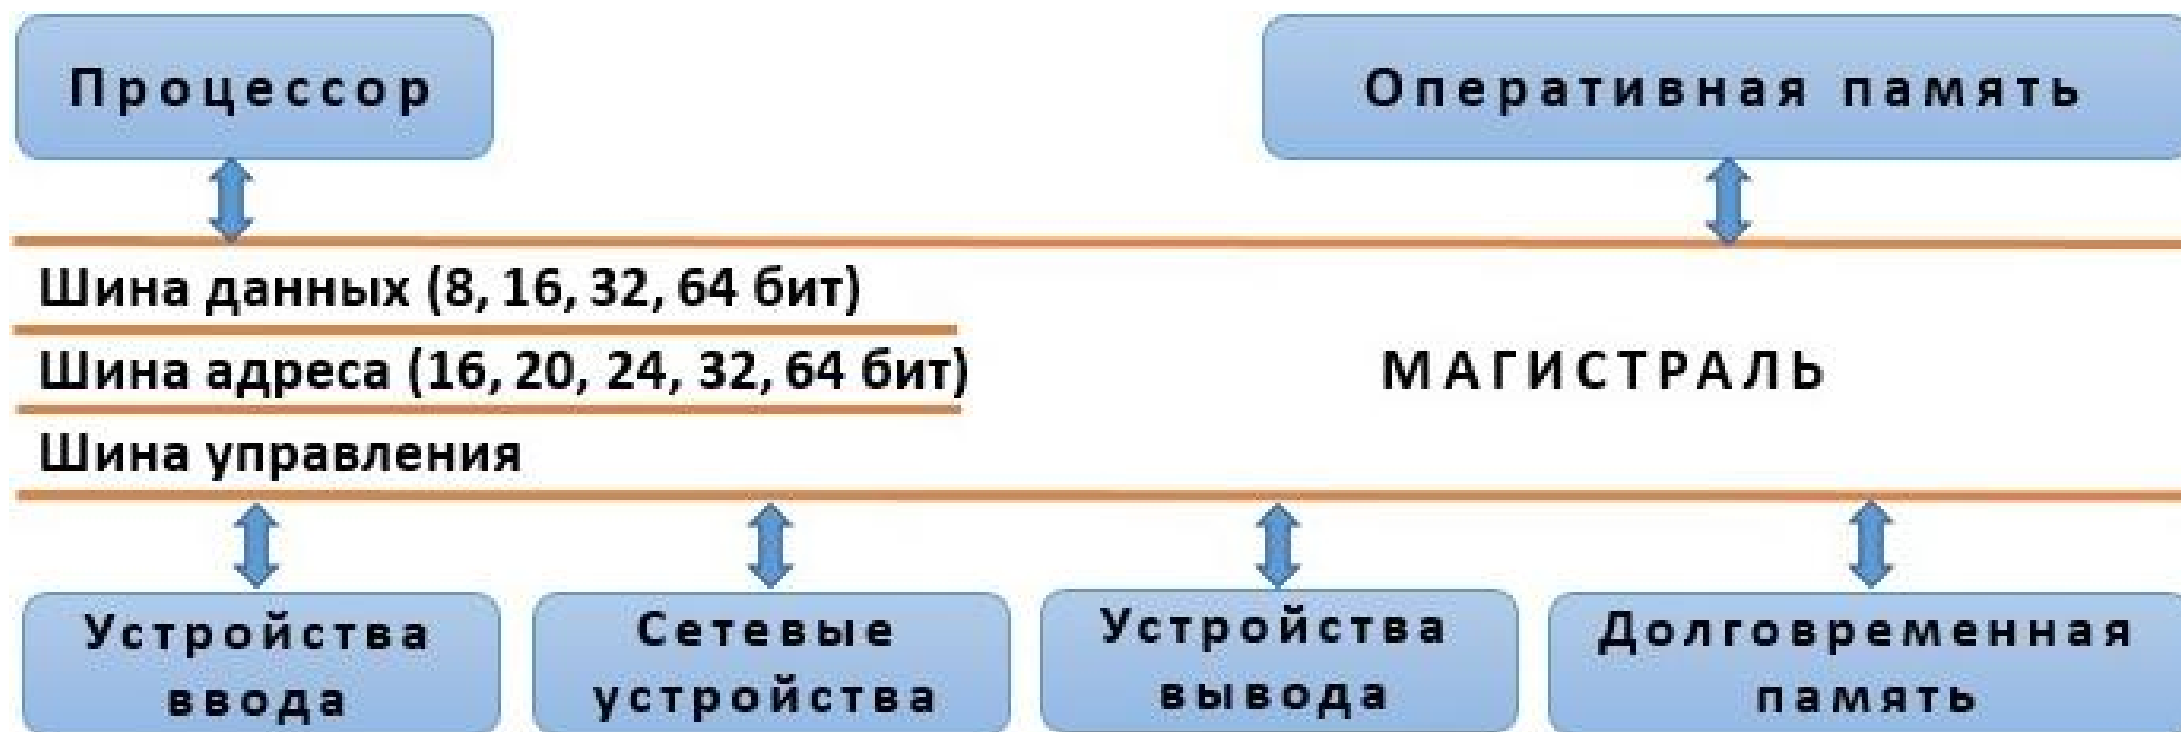 Процессор
Оперативная память
Шина данных (8, 16, 32, 64 бит)
Шина адреса (16, 20, 24, 32, 64 бит)
МАГИСТРАЛЬ
Шина управления
Устройства
ввода
Сетевые
устройства
Устройства
вывода
Долговременная
память